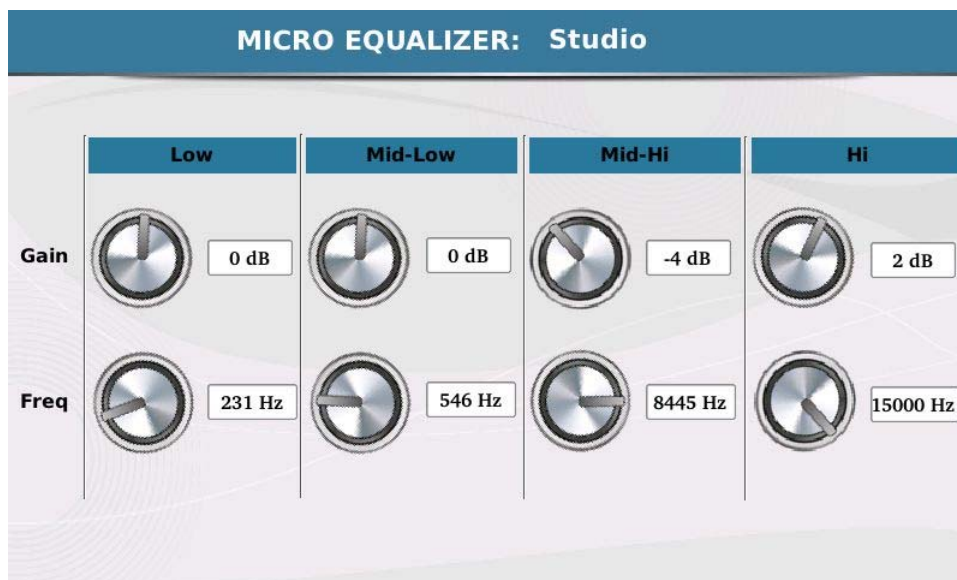 MICRO EQUALIZER: Studio
Low Mid-Low Mid-Hi Hi
Gain 0 dB 0 dB -4 dB 2 dB
Freq 231 Hz 546 Hz 8445 Hz 15000 Hz